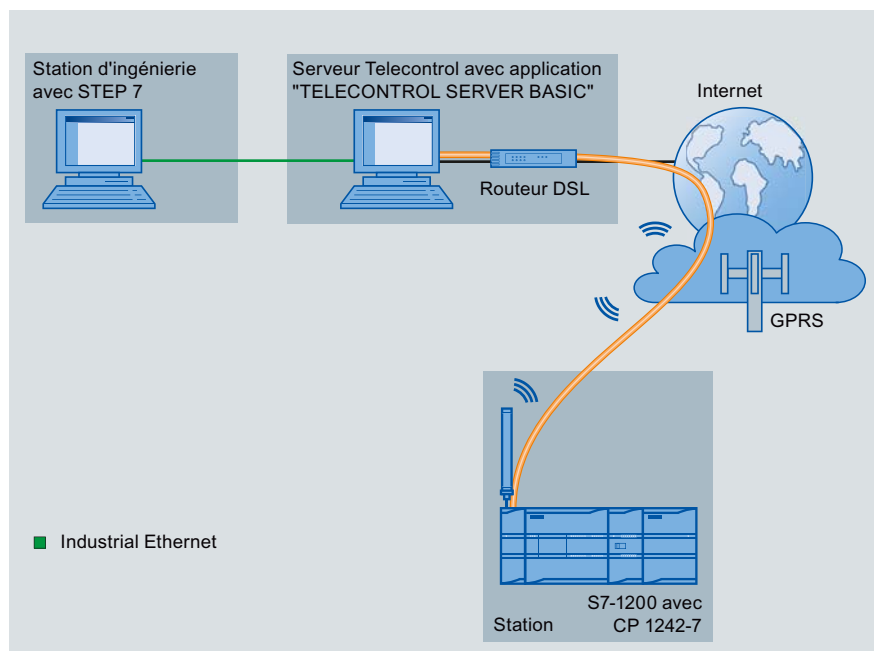 Station d'ingénierie
avec STEP 7
Serveur Telecontrol avec application
"TELECONTROL SERVER BASIC"
Internet
Routeur DSL
GPRS
Industrial Ethernet
S7-1200 avec
CP 1242-7
Station